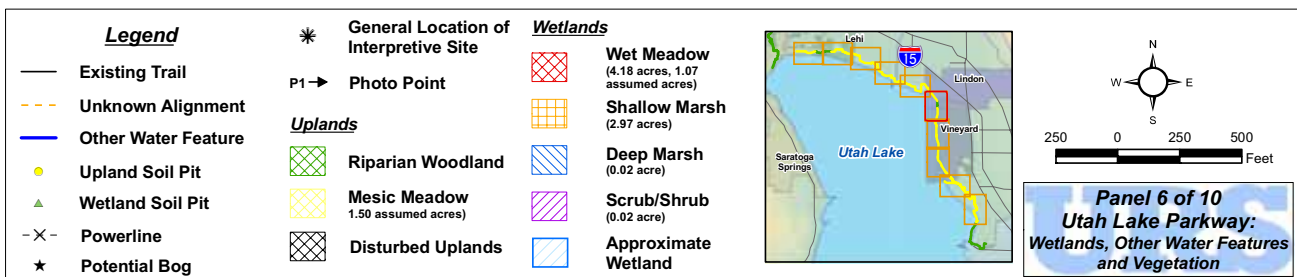 Legend
Existing Trail
Unknown Alignment
Other Water Feature
Upland Soil Pit
Wetland Soil Pit
Powerline
Potential Bog
General Location of
Interpretive Site
P1
Photo Point
Uplands
Riparian Woodland
Mesic Meadow
1.50 assumed acres)
Disturbed Uplands
Wetlands
Wet Meadow
(4.18 acres, 1.07
assumed acres)
Shallow Marsh
(2.97 acres)
Deep Marsh
(0.02 acre)
Scrub/Shrub
(0.02 acre)
Approximate
Wetland
Lehi
15
Lindon
Vineyard
Utah Lake
Saratoga
Springs
N
W E
S
250 0 250 500
Feet
URS
Panel 6 of 10
Utah Lake Parkway:
Wetlands, Other Water Features
and Vegetation